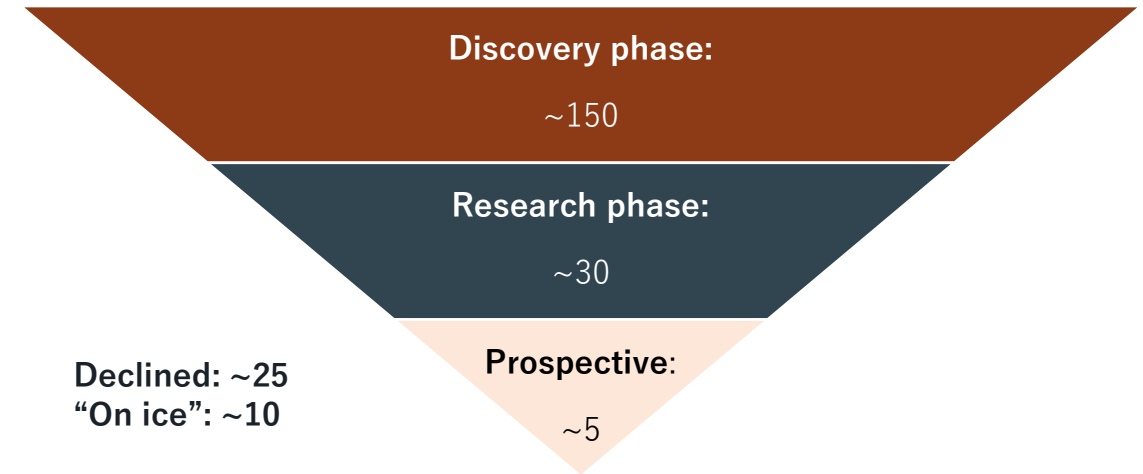 Discovery phase:
~150
Research phase:
~30
Prospective:
~5
Declined: ~25
“On ice”: ~10